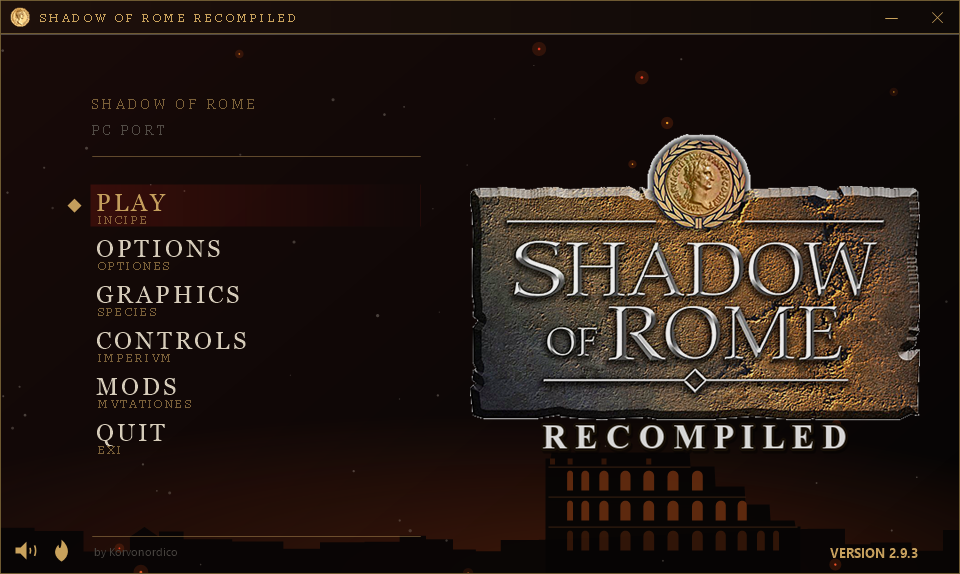 SHADOW OF ROME RECOMPILED
SHADOW OF ROME
PC PORT
PLAY
INCIPE
OPTIONS
OPTIONES
GRAPHICS
SPECIES
CONTROLS
IMPERIVM
MODS
MVTATIONES
QUIT
EXI
SHADOW
OF ROME
RECOMPILED
by Korvonordico
VERSION 2.9.3